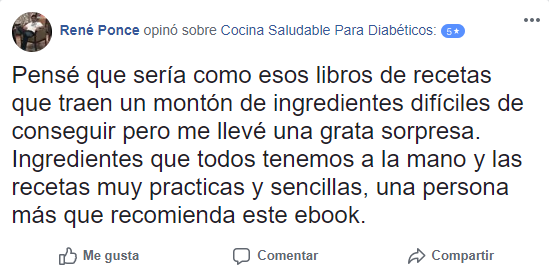 René Ponce opinó sobre Cocina Saludable Para Diabéticos: 5★
Pensé que sería como esos libros de recetas
que traen un montón de ingredientes difíciles de
conseguir pero me llevé una grata sorpresa.
Ingredientes que todos tenemos a la mano y las
recetas muy practicas y sencillas, una persona
más que recomienda este ebook.
Me gusta Comentar Compartir